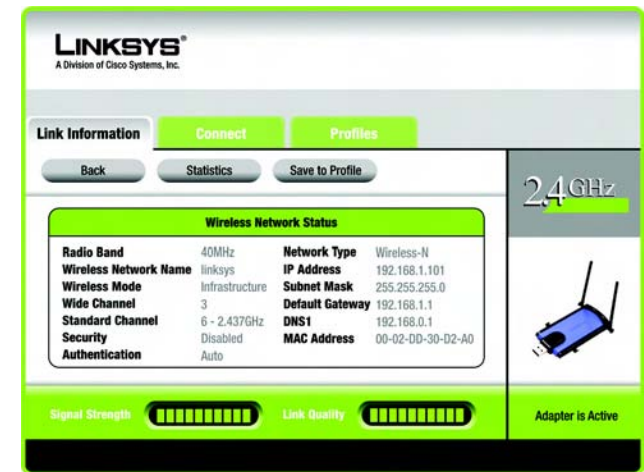 LINKSYS®
A Division of Cisco Systems, Inc.
Link Information Connect Profiles
Back Statistics Save to Profile
2.4GHz
Wireless Network Status
Radio Band 40MHz Network Type Wireless-N
Wireless Network Name linksys IP Address 192.168.1.101
Wireless Mode Infrastructure Subnet Mask 255.255.255.0
Wide Channel 3 Default Gateway 192.168.1.1
Standard Channel 6 - 2.437GHz DNS1 192.168.0.1
Security Disabled MAC Address 00-02-DD-30-D2-A0
Authentication Auto
Signal Strength Link Quality Adapter is Active